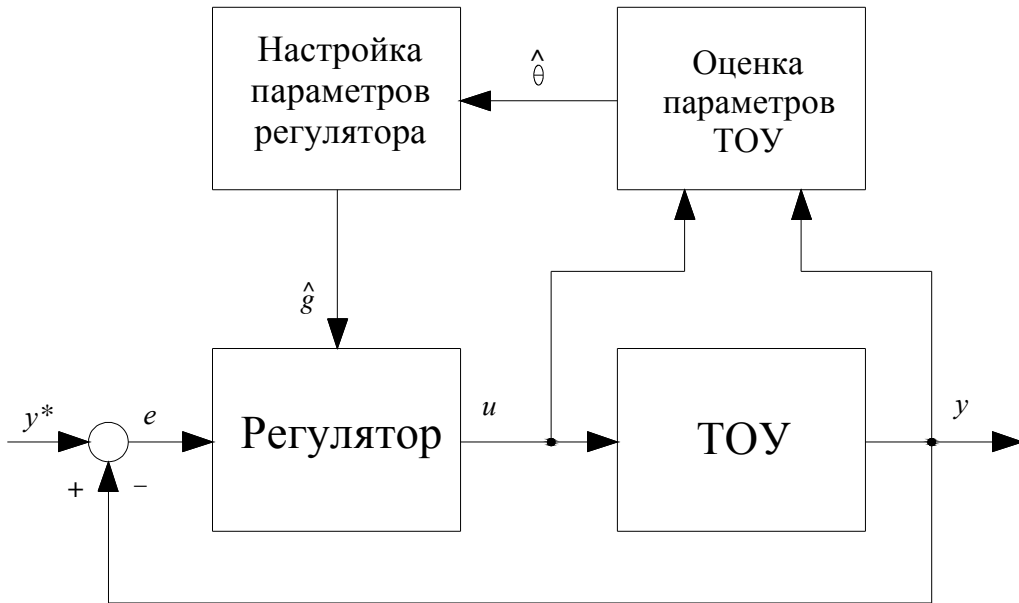 Настройка
параметров
регулятора
θ̂
Оценка
параметров
ТОУ
ĝ
y*
e
Регулятор
u
ТОУ
y
+
−